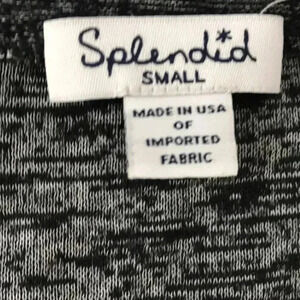 Splendid
SMALL
MADE IN USA
OF
IMPORTED
FABRIC